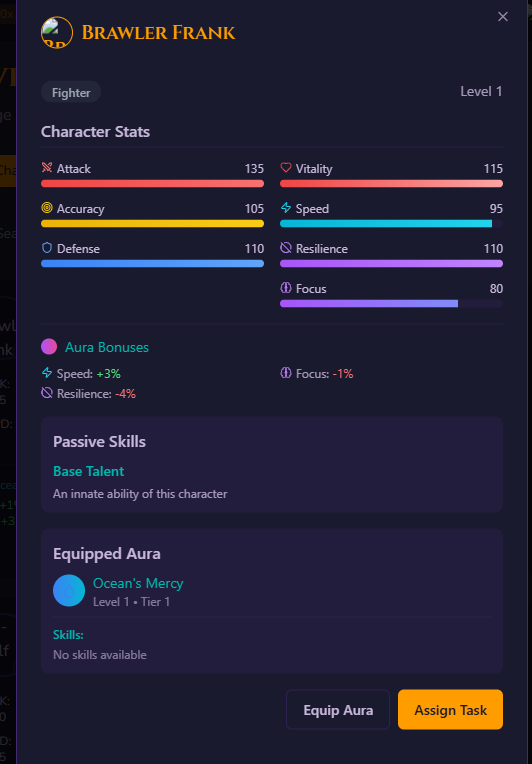 Brawler Frank
Fighter
Level 1
Character Stats
Attack 135
Vitality 115
Accuracy 105
Speed 95
Defense 110
Resilience 110
Focus 80
Aura Bonuses
Speed: +3%
Focus: -1%
Resilience: -4%
Passive Skills
Base Talent
An innate ability of this character
Equipped Aura
Ocean's Mercy
Level 1 • Tier 1
Skills:
No skills available
Equip Aura
Assign Task